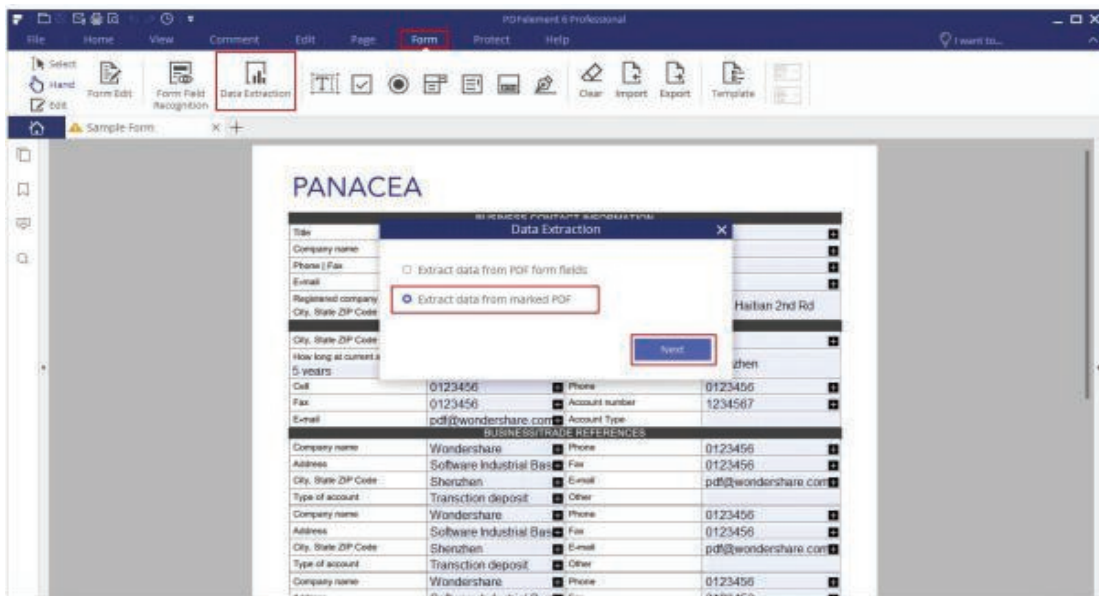 PDFelement 6 Professional
File Home View Comment Edit Page Form Protect Help I want to...
Select
Hand
Edit
Form Edit
Form Field Recognition
Data Extraction
Clear Import Export Template
Sample Form
PANACEA
BUSINESS CONTACT INFORMATION
Data Extraction
Title
Company name
Phone | Fax
Extract data from PDF form fields
E-mail
Registered company
Extract data from marked PDF
City, State ZIP Code
Haitian 2nd Rd
City, State ZIP Code
Next
How long at current a
5 years
zhen
Cell 0123456 Phone 0123456
Fax 0123456 Account number 1234567
E-mail pdf@wondershare.com Account Type
BUSINESS/TRADE REFERENCES
Company name Wondershare Phone 0123456
Address Software Industrial Bas Fax 0123456
City, State ZIP Code Shenzhen E-mail pdf@wondershare.com
Type of account Transction deposit Other
Company name Wondershare Phone 0123456
Address Software Industrial Bas Fax 0123456
City, State ZIP Code Shenzhen E-mail pdf@wondershare.com
Type of account Transction deposit Other
Company name Wondershare Phone 0123456